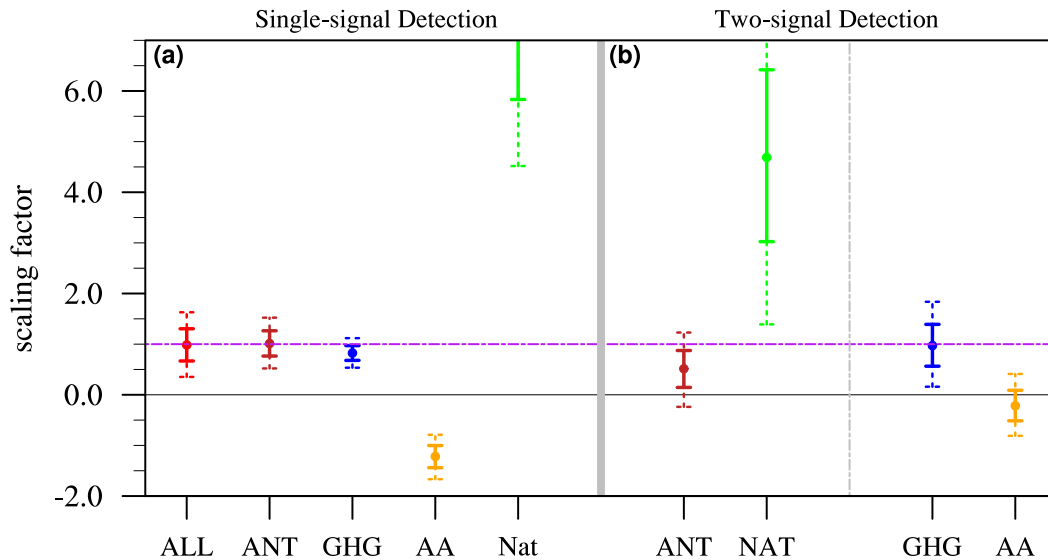 Single-signal Detection Two-signal Detection
(a) (b)
6.0
4.0
2.0
0.0
-2.0
scaling factor
ALL ANT GHG AA Nat ANT NAT GHG AA